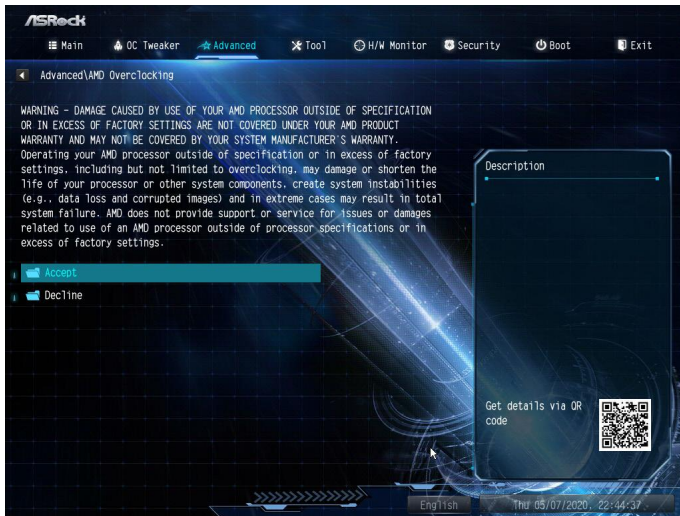 ASRock
Main OC Tweaker Advanced Tool H/W Monitor Security Boot Exit
Advanced\AMD Overclocking
WARNING - DAMAGE CAUSED BY USE OF YOUR AMD PROCESSOR OUTSIDE OF SPECIFICATION
OR IN EXCESS OF FACTORY SETTINGS ARE NOT COVERED UNDER YOUR AMD PRODUCT
WARRANTY AND MAY NOT BE COVERED BY YOUR SYSTEM MANUFACTURER'S WARRANTY.
Operating your AMD processor outside of specification or in excess of factory
settings, including but not limited to overclocking, may damage or shorten the
life of your processor or other system components, create system instabilities
(e.g., data loss and corrupted images) and in extreme cases may result in total
system failure. AMD does not provide support or service for issues or damages
related to use of an AMD processor outside of processor specifications or in
excess of factory settings.
Accept
Decline
Description
Get details via QR
code
English
Thu 05/07/2020, 22:44:37